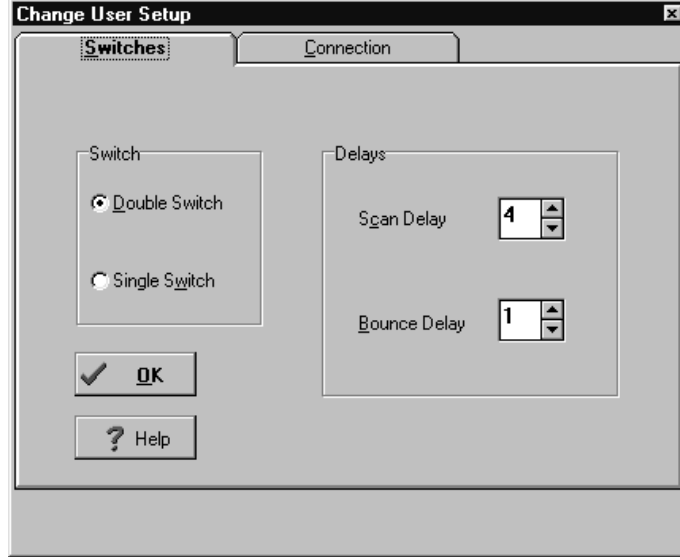 Change User Setup
Switches
Connection
Switch
Double Switch
Single Switch
Delays
Scan Delay
4
Bounce Delay
1
OK
? Help